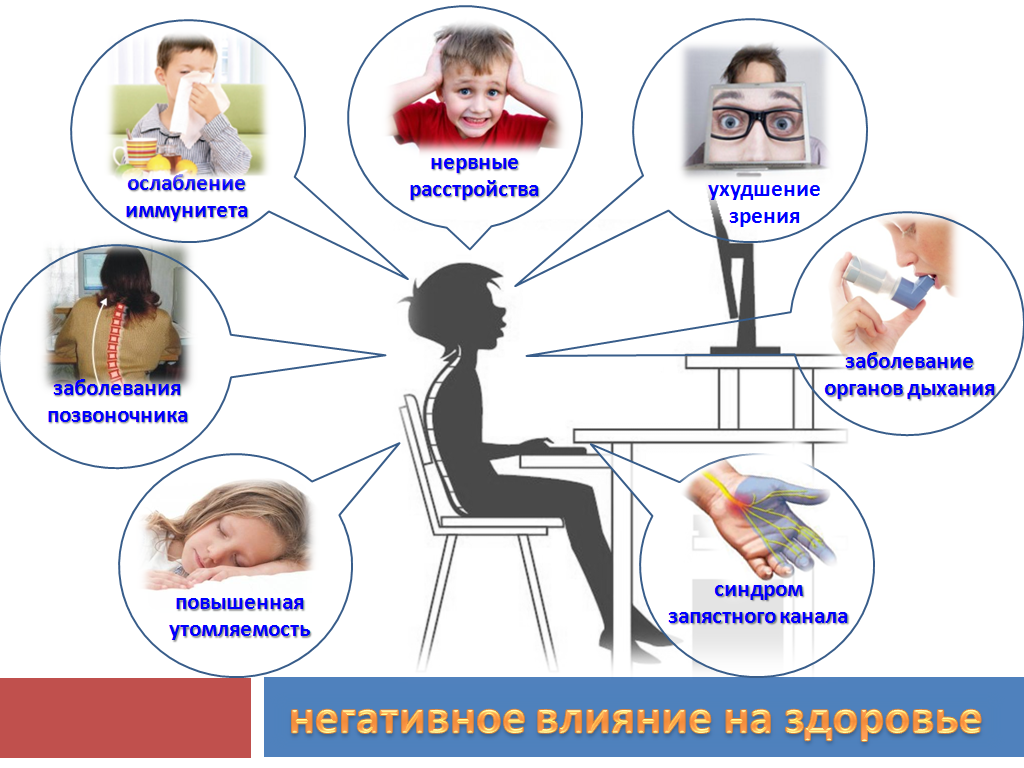 ослабление
иммунитета
нервные
расстройства
ухудшение
зрения
заболевания
позвоночника
заболевание
органов дыхания
повышенная
утомляемость
синдром
запястного канала
негативное влияние на здоровье